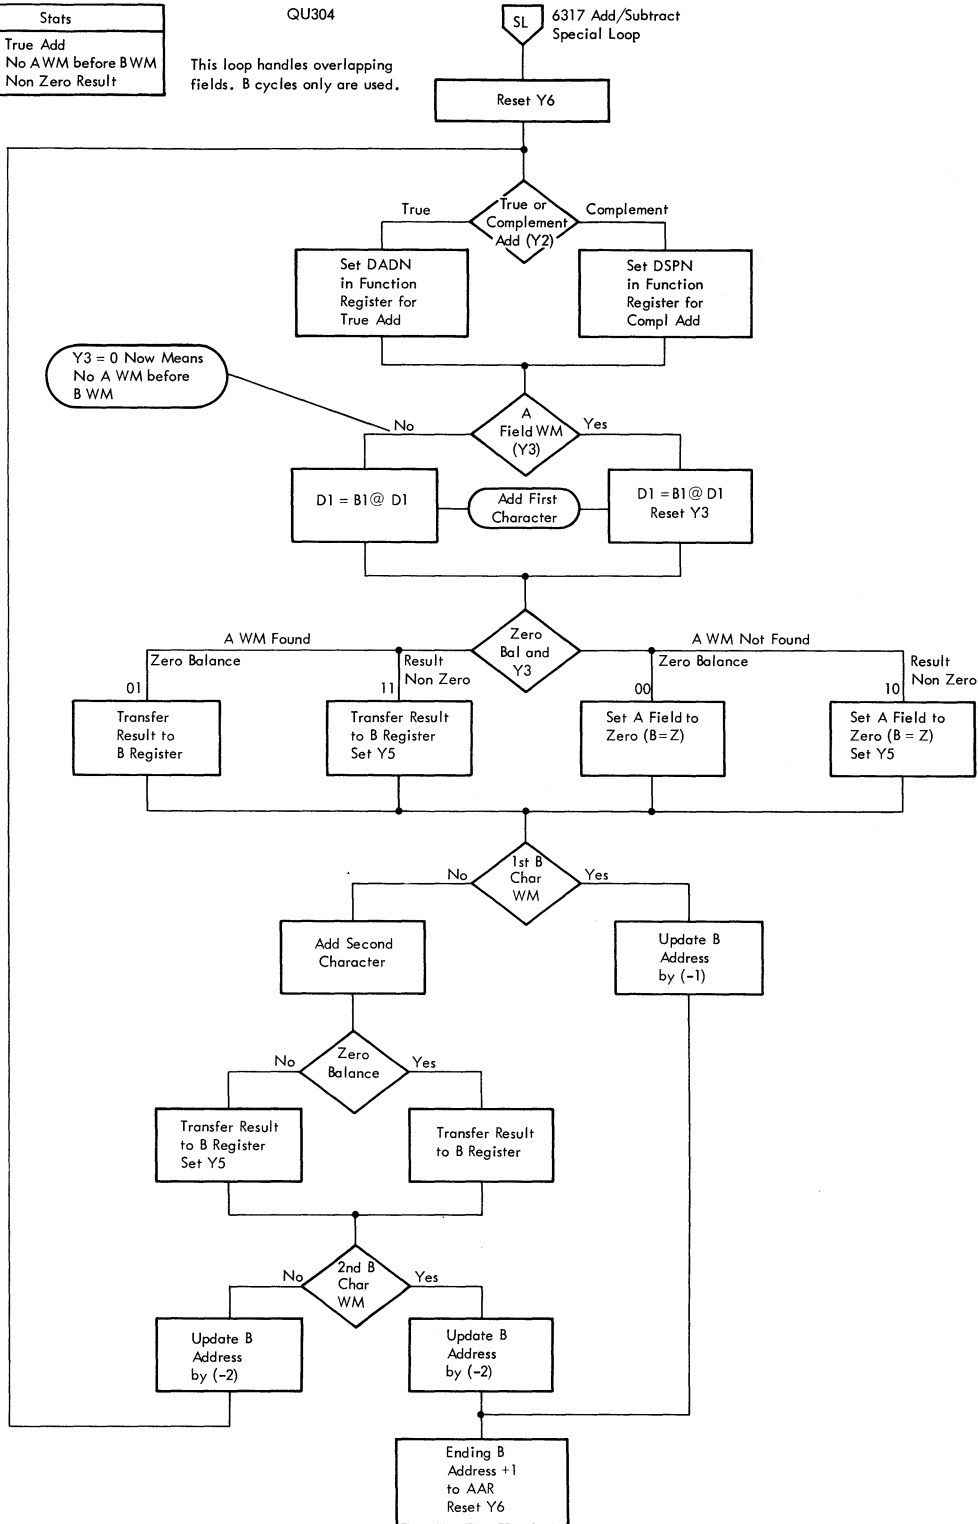 Stats
True Add
No A WM before B WM
Non Zero Result
QU304
This loop handles overlapping
fields. B cycles only are used.
SL
6317 Add/Subtract
Special Loop
Reset Y6
True or
Complement
Add (Y2)
True
Complement
Set DADN
in Function
Register for
True Add
Set DSPN
in Function
Register for
Compl Add
Y3 = 0 Now Means
No A WM before
B WM
A
Field WM
(Y3)
No
Yes
D1 = B1@ D1
Add First
Character
D1 = B1@ D1
Reset Y3
Zero
Bal and
Y3
A WM Found
A WM Not Found
Zero Balance
01
Result
Non Zero
11
Zero Balance
00
Result
Non Zero
10
Transfer
Result to
B Register
Transfer Result
to B Register
Set Y5
Set A Field to
Zero (B=Z)
Set A Field to
Zero (B = Z)
Set Y5
1st B
Char
WM
No
Yes
Add Second
Character
Update B
Address
by (-1)
Zero
Balance
No
Yes
Transfer Result
to B Register
Set Y5
Transfer Result
to B Register
2nd B
Char
WM
No
Yes
Update B
Address
by (-2)
Update B
Address
by (-2)
Ending B
Address +1
to AAR
Reset Y6